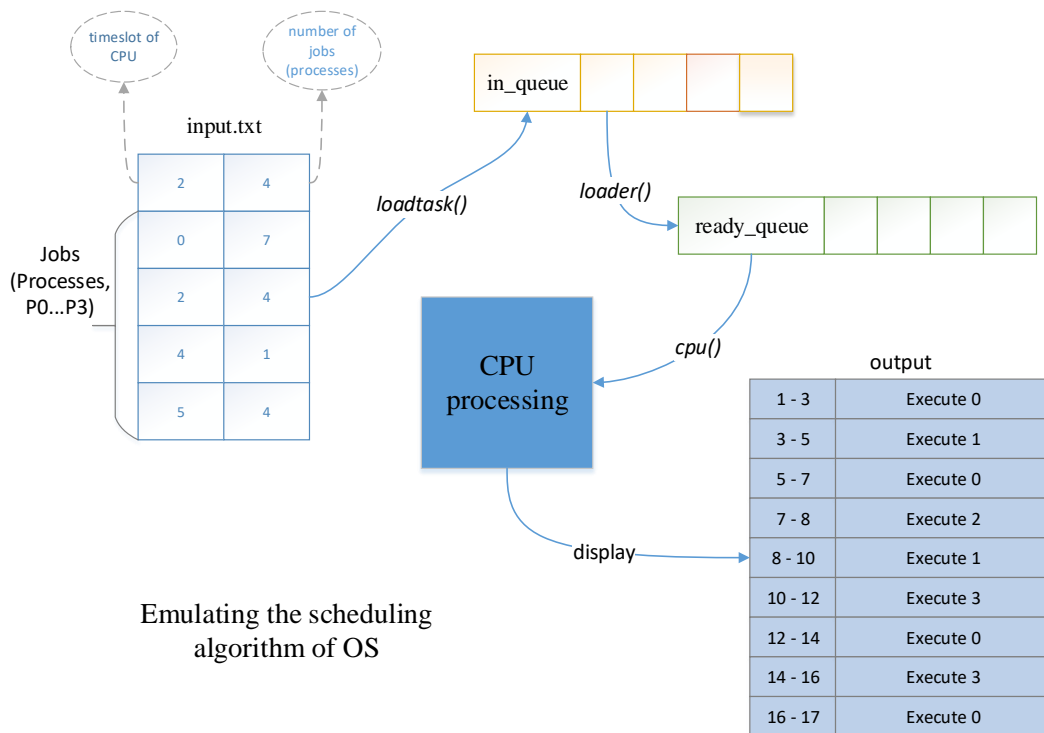 timeslot of
CPU
number of
jobs
(processes)
input.txt
2 4
0 7
2 4
4 1
5 4
Jobs
(Processes,
P0...P3)
loadtask()
in_queue
loader()
ready_queue
cpu()
CPU
processing
display
output
1 - 3 Execute 0
3 - 5 Execute 1
5 - 7 Execute 0
7 - 8 Execute 2
8 - 10 Execute 1
10 - 12 Execute 3
12 - 14 Execute 0
14 - 16 Execute 3
16 - 17 Execute 0
Emulating the scheduling
algorithm of OS